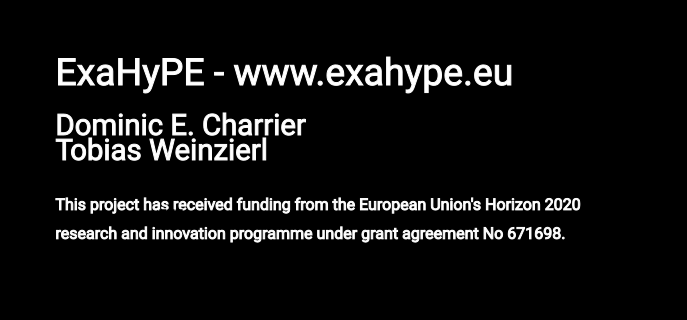 ExaHyPE - www.exahype.eu
Dominic E. Charrier
Tobias Weinzierl
This project has received funding from the European Union's Horizon 2020
research and innovation programme under grant agreement No 671698.